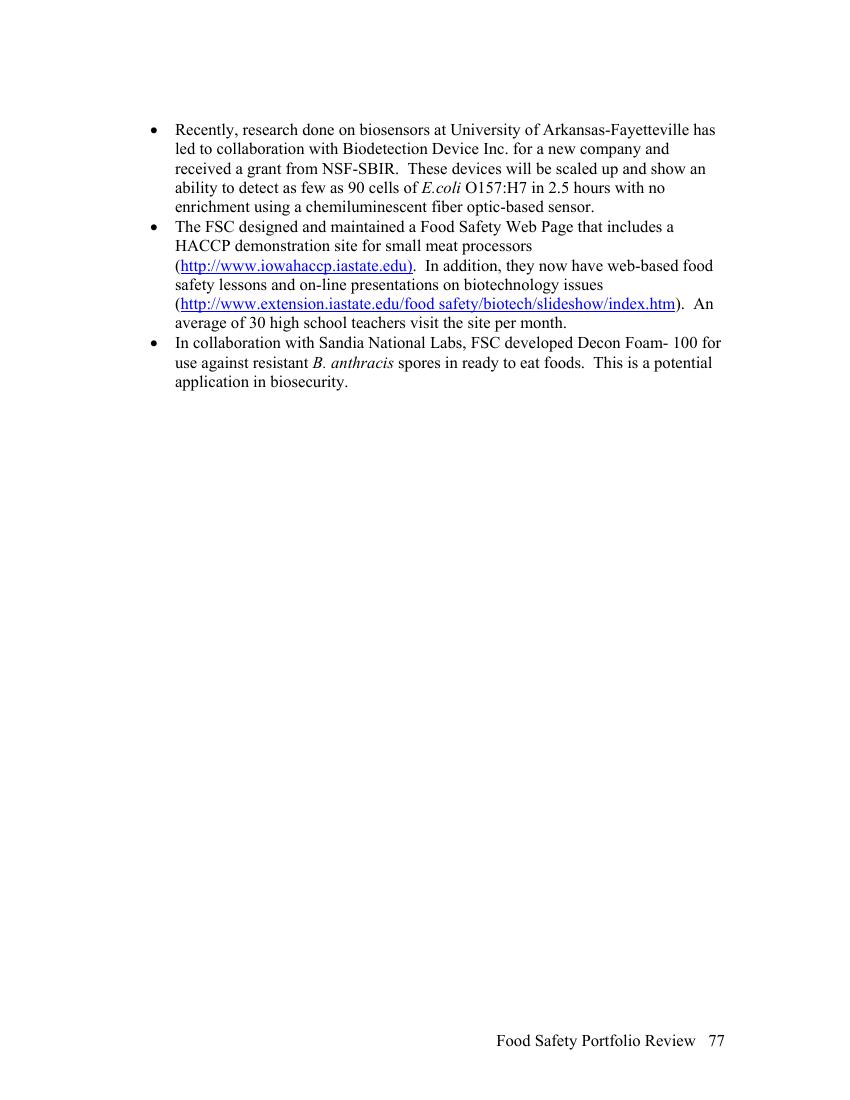 • Recently, research done on biosensors at University of Arkansas-Fayetteville has
led to collaboration with Biodetection Device Inc. for a new company and
received a grant from NSF-SBIR.  These devices will be scaled up and show an
ability to detect as few as 90 cells of E.coli O157:H7 in 2.5 hours with no
enrichment using a chemiluminescent fiber optic-based sensor.
• The FSC designed and maintained a Food Safety Web Page that includes a
HACCP demonstration site for small meat processors
(http://www.iowahaccp.iastate.edu).  In addition, they now have web-based food
safety lessons and on-line presentations on biotechnology issues
(http://www.extension.iastate.edu/food safety/biotech/slideshow/index.htm).  An
average of 30 high school teachers visit the site per month.
• In collaboration with Sandia National Labs, FSC developed Decon Foam- 100 for
use against resistant B. anthracis spores in ready to eat foods.  This is a potential
application in biosecurity.
Food Safety Portfolio Review   77